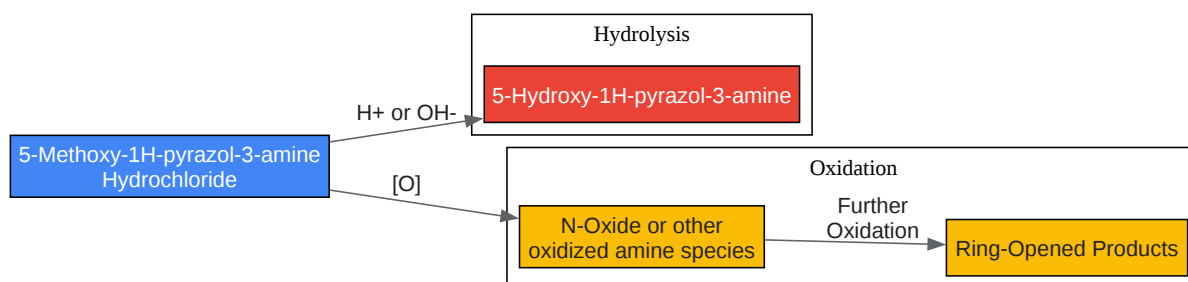 Hydrolysis
5-Hydroxy-1H-pyrazol-3-amine
H+ or OH-
5-Methoxy-1H-pyrazol-3-amine
Hydrochloride
[O]
Oxidation
N-Oxide or other
oxidized amine species
Further
Oxidation
Ring-Opened Products